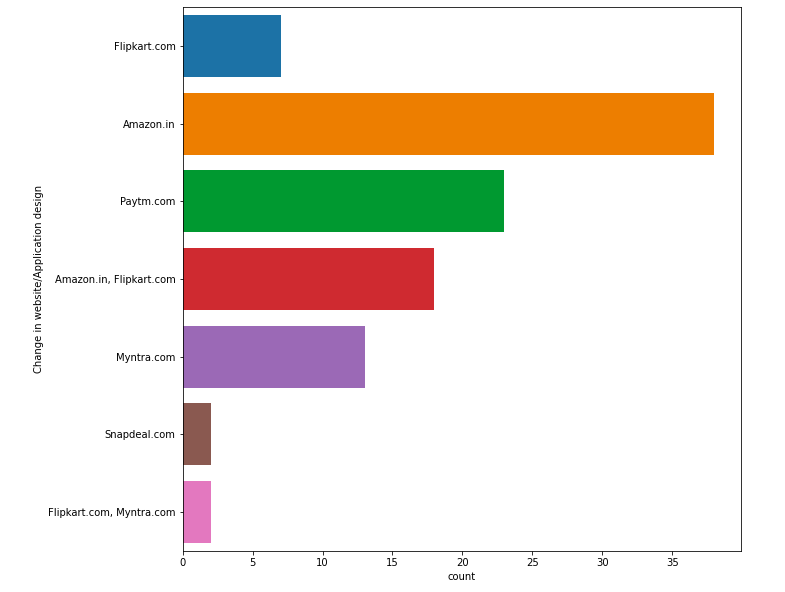 Change in website/Application design
Flipkart.com
Amazon.in
Paytm.com
Amazon.in, Flipkart.com
Myntra.com
Snapdeal.com
Flipkart.com, Myntra.com
0 5 10 15 20 25 30 35
count